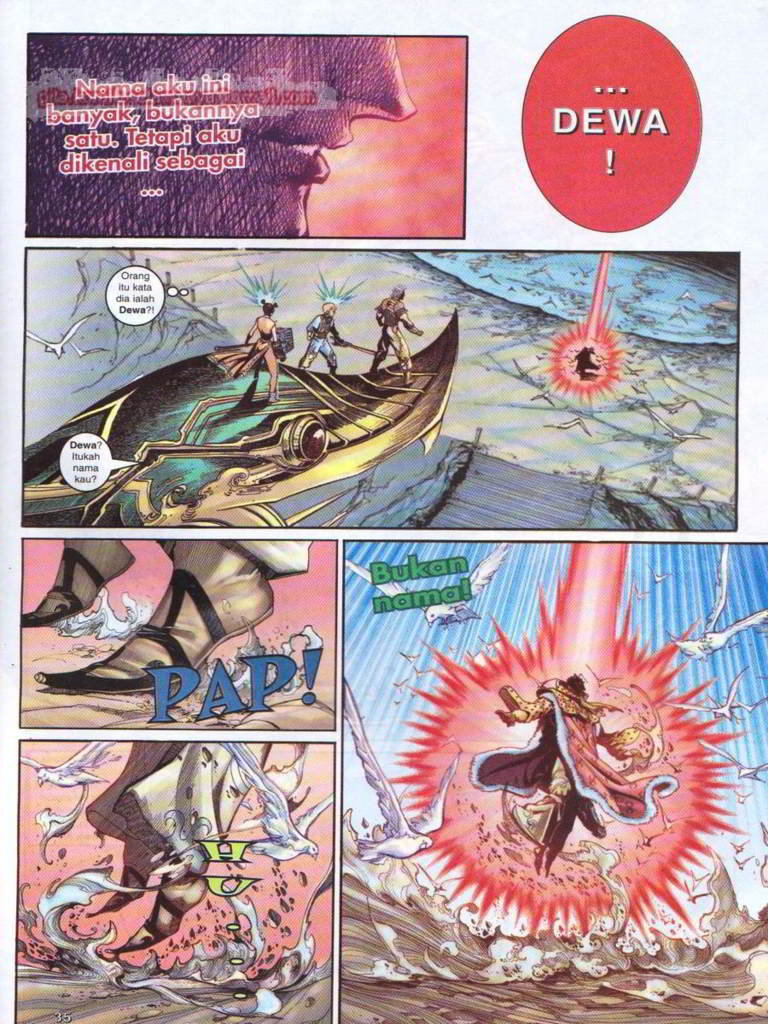 Nama aku ini
banyak, bukannya
satu. Tetapi aku
dikenali sebagai
...
...
DEWA
!
Orang
itu kata
dia ialah
Dewa?!
Dewa?
Itukah
nama
kau?
PAP!
Bukan
nama!
H
U
...
35